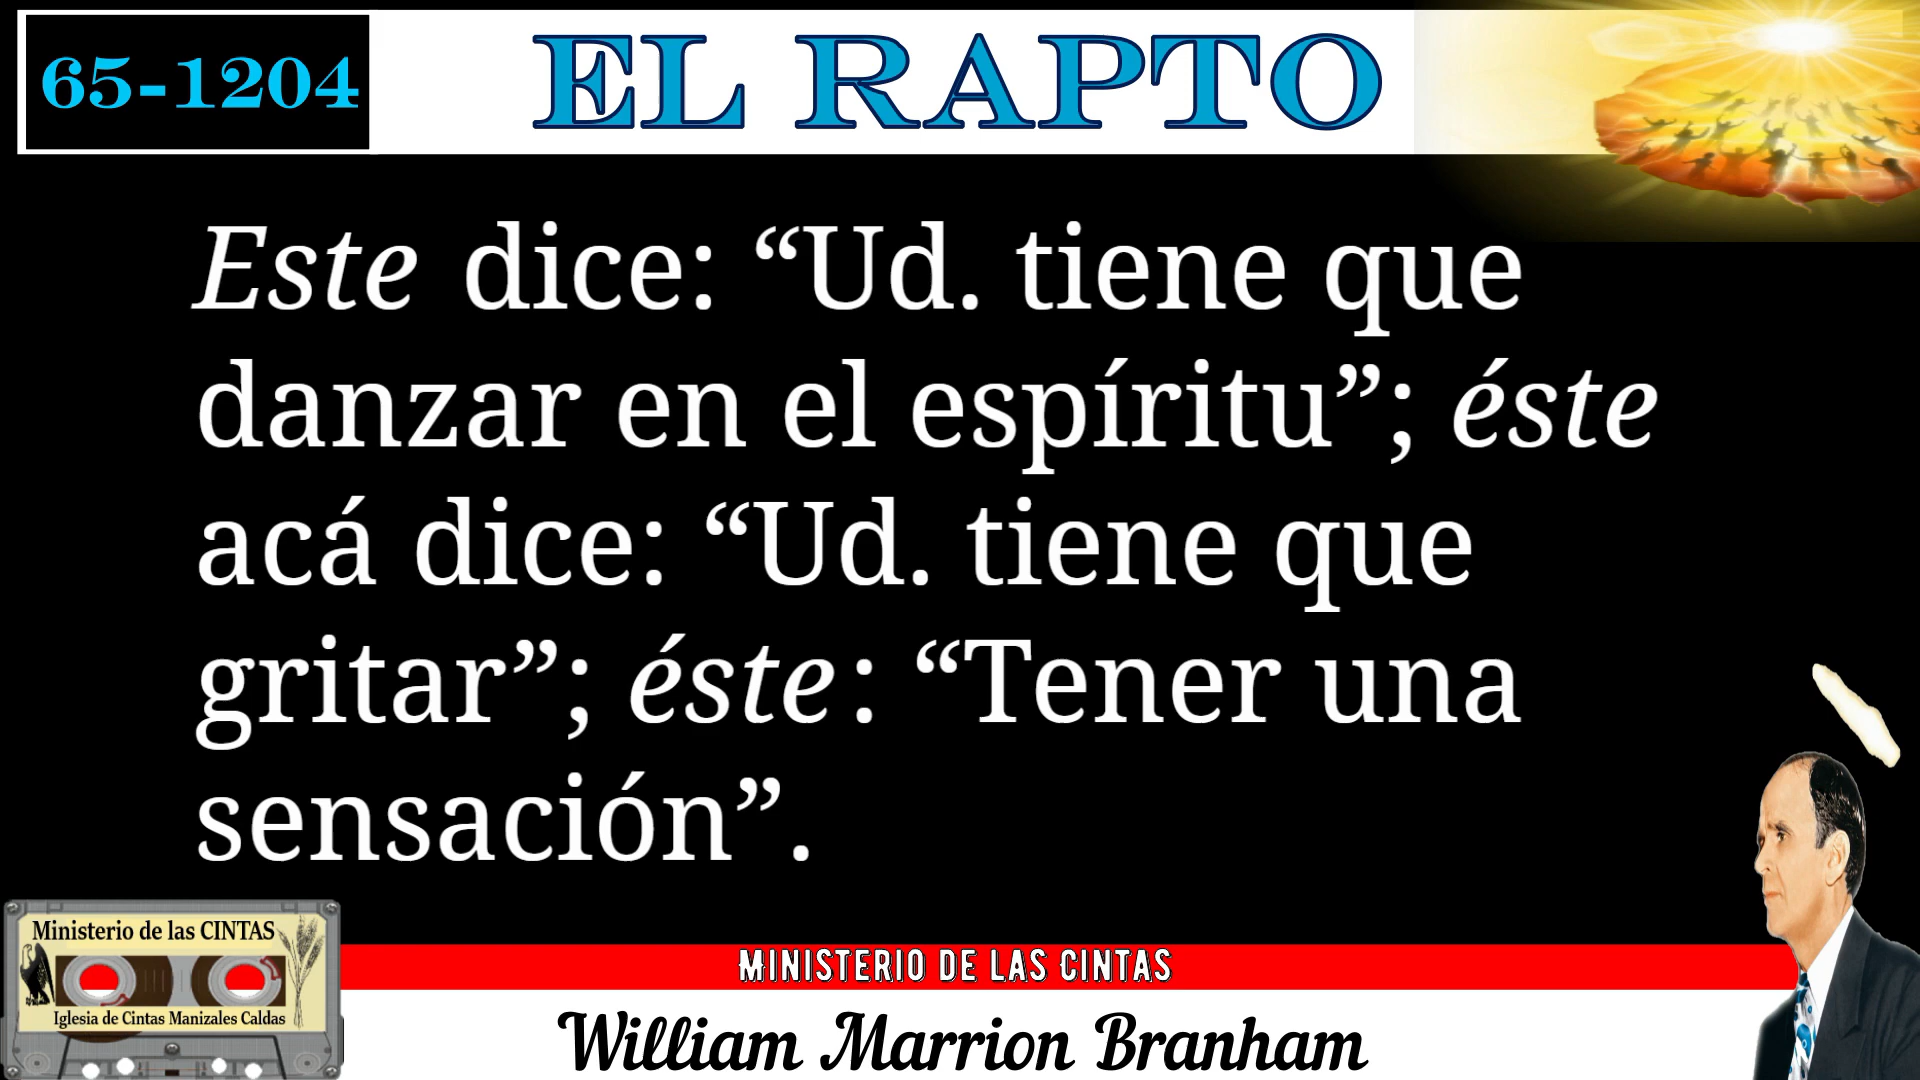 65-1204
EL RAPTO
Este dice: “Ud. tiene que
danzar en el espíritu”; éste
acá dice: “Ud. tiene que
gritar”; éste: “Tener una
sensación”.
Ministerio de las CINTAS
Iglesia de Cintas Manizales Caldas
MINISTERIO DE LAS CINTAS
William Marrion Branham